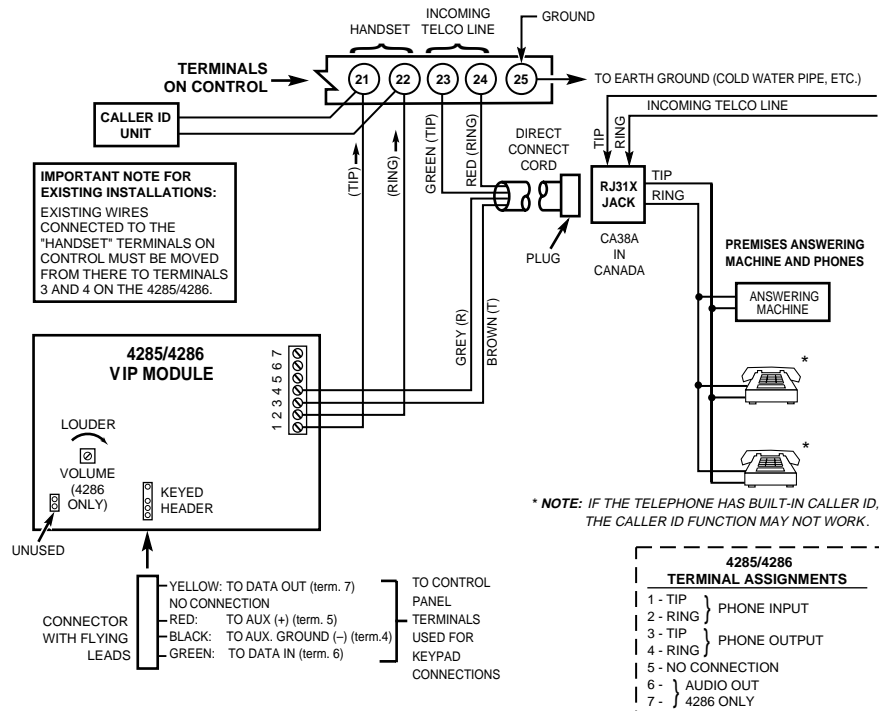 INCOMING
TELCO LINE
HANDSET
GROUND
TERMINALS
ON CONTROL
21 22 23 24 25
TO EARTH GROUND (COLD WATER PIPE, ETC.)
INCOMING TELCO LINE
CALLER ID
UNIT
(TIP)
(RING)
GREEN (TIP)
RED (RING)
DIRECT
CONNECT
CORD
TIP
RING
RJ31X
JACK
TIP
RING
CA38A
IN
CANADA
PLUG
IMPORTANT NOTE FOR
EXISTING INSTALLATIONS:
EXISTING WIRES
CONNECTED TO THE
"HANDSET" TERMINALS ON
CONTROL MUST BE MOVED
FROM THERE TO TERMINALS
3 AND 4 ON THE 4285/4286.
PREMISES ANSWERING
MACHINE AND PHONES
ANSWERING
MACHINE
*
*
GREY (R)
BROWN (T)
4285/4286
VIP MODULE
1 2 3 4 5 6 7
LOUDER
VOLUME
(4286
ONLY)
KEYED
HEADER
UNUSED
* NOTE: IF THE TELEPHONE HAS BUILT-IN CALLER ID,
THE CALLER ID FUNCTION MAY NOT WORK.
CONNECTOR
WITH FLYING
LEADS
YELLOW: TO DATA OUT (term. 7)
NO CONNECTION
RED: TO AUX (+) (term. 5)
BLACK: TO AUX. GROUND (–) (term.4)
GREEN: TO DATA IN (term. 6)
TO CONTROL
PANEL
TERMINALS
USED FOR
KEYPAD
CONNECTIONS
4285/4286
TERMINAL ASSIGNMENTS
1 - TIP
2 - RING } PHONE INPUT
3 - TIP
4 - RING } PHONE OUTPUT
5 - NO CONNECTION
6 - } AUDIO OUT
7 - } 4286 ONLY